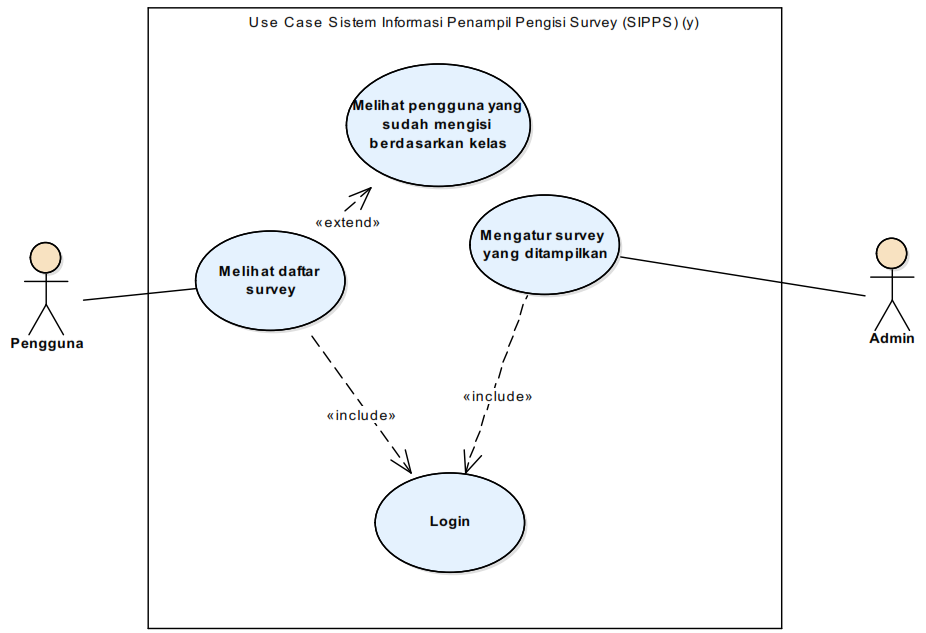 Use Case Sistem Informasi Penampil Pengisi Survey (SIPPS) (y)
Melihat pengguna yang
sudah mengisi
berdasarkan kelas
«extend»
Mengatur survey
yang ditampilkan
Melihat daftar
survey
Pengguna
Admin
«include»
«include»
Login